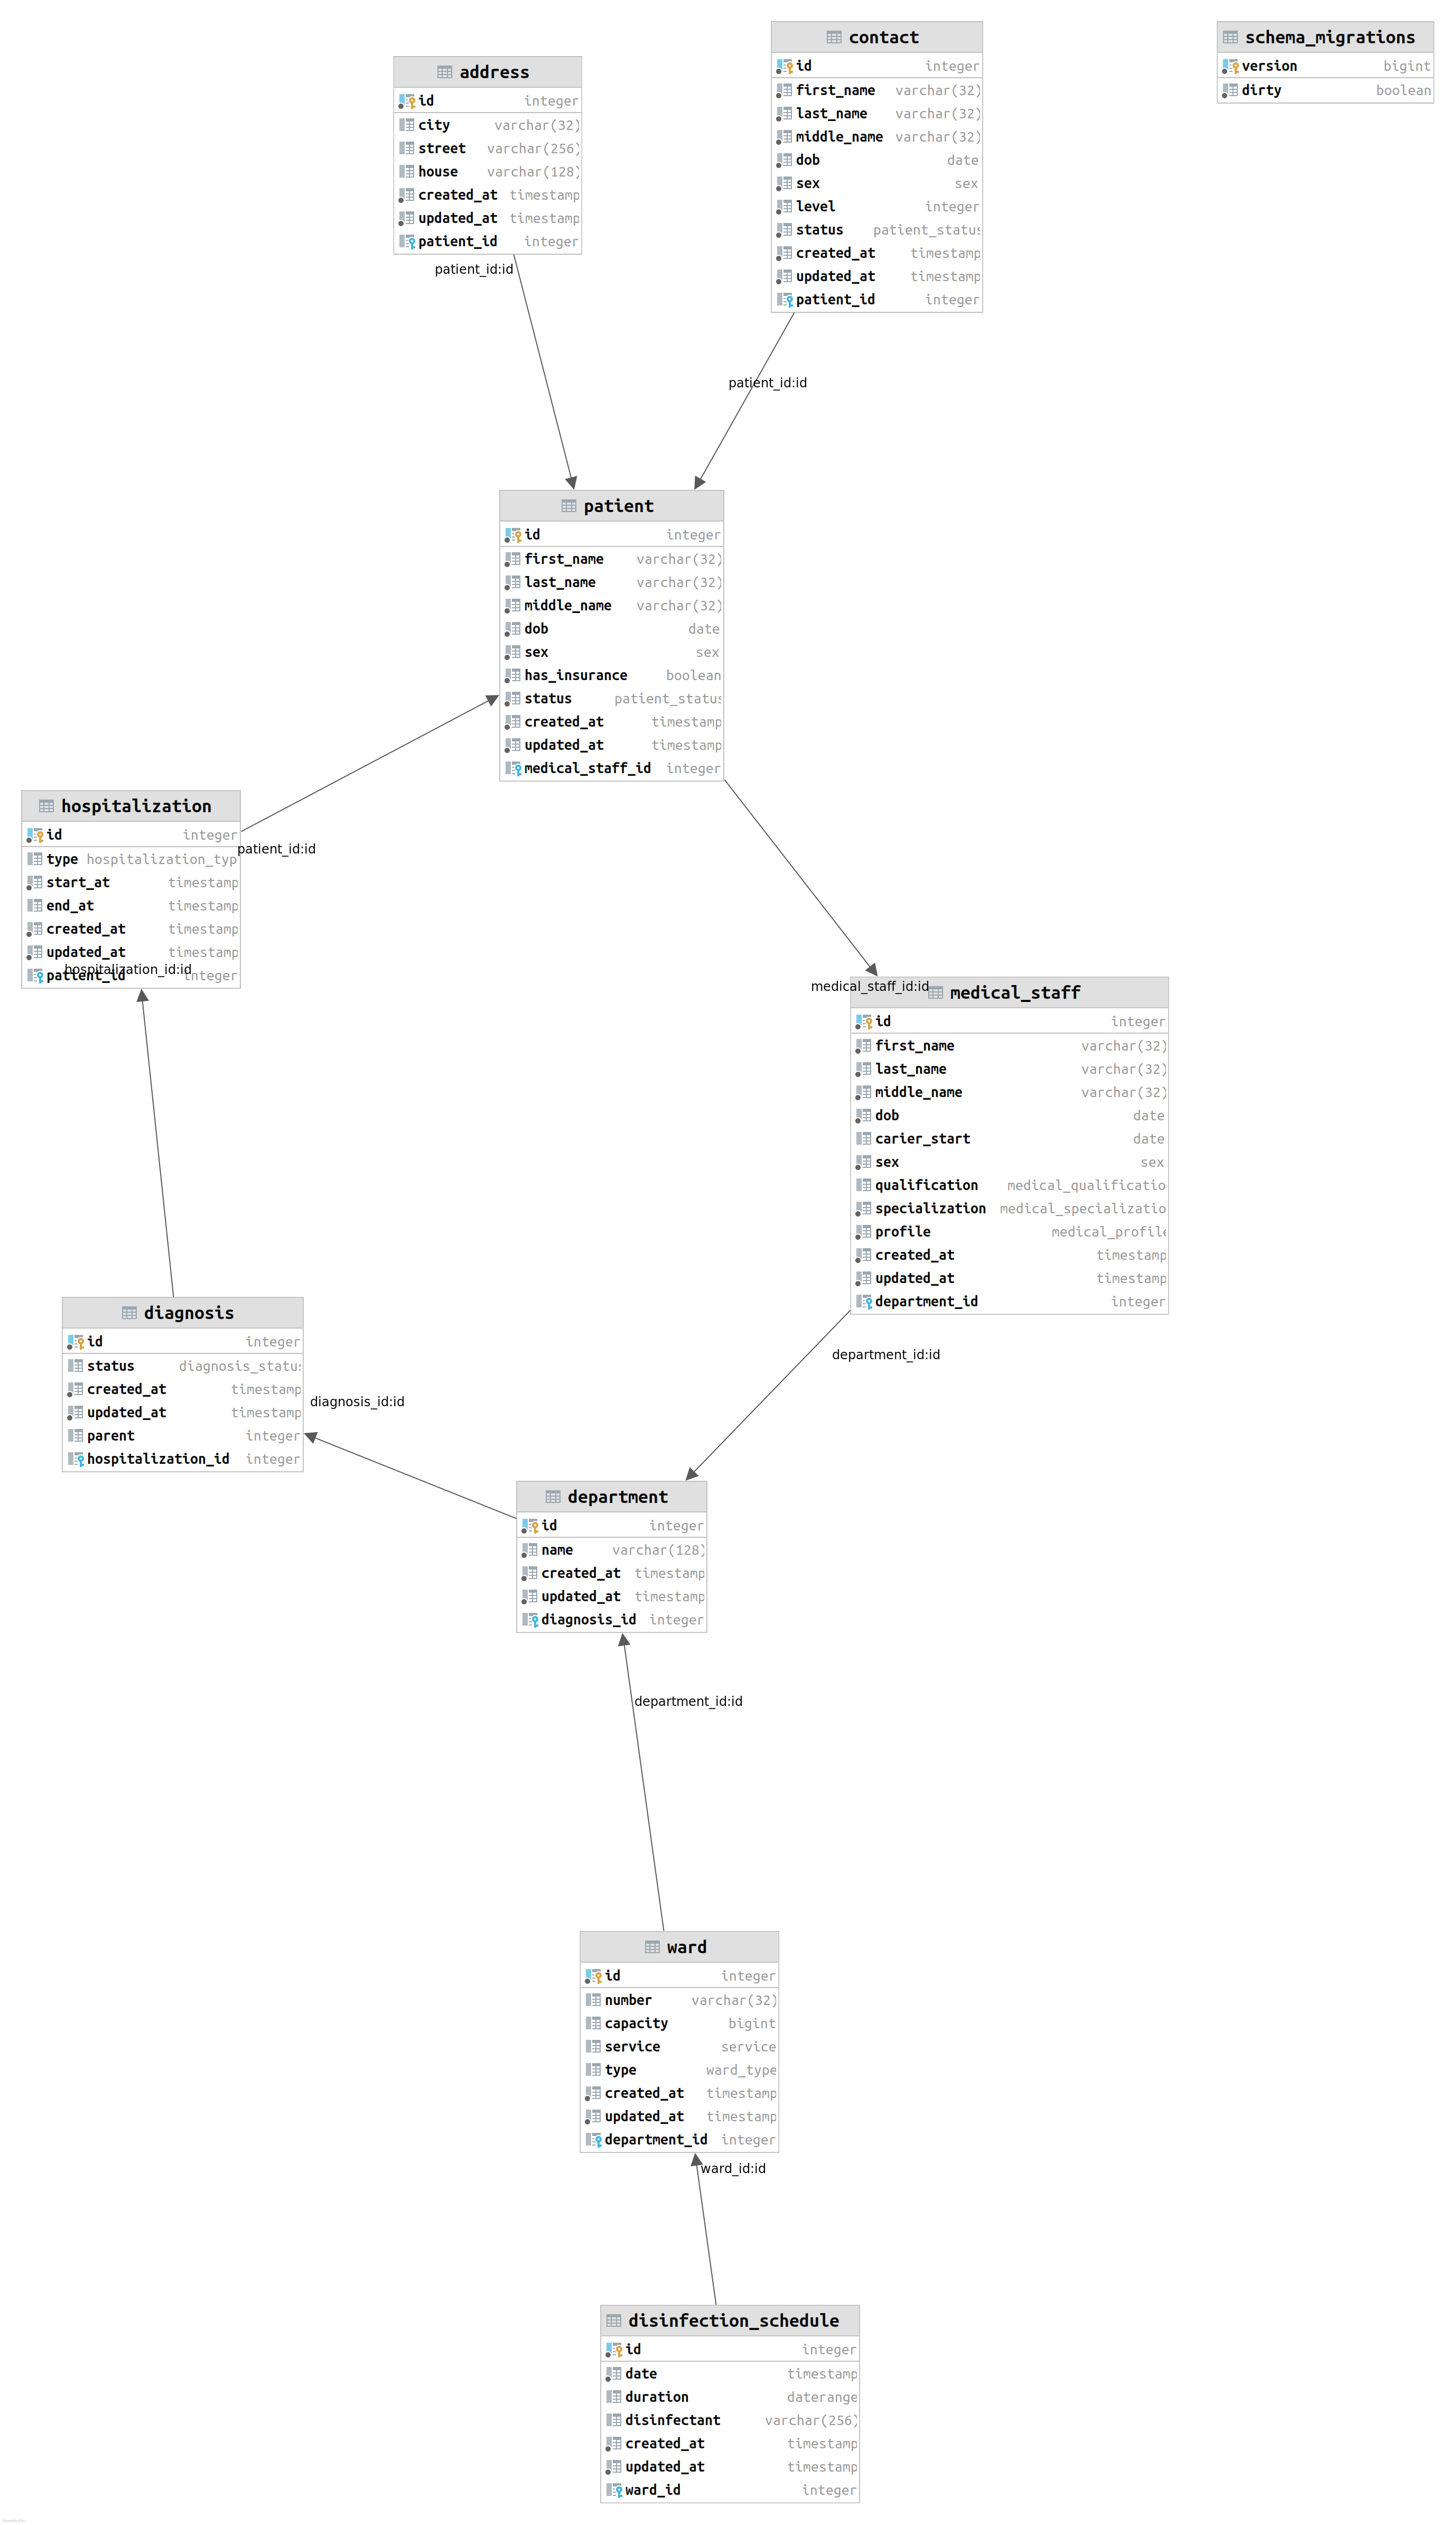 contact
id integer
first_name varchar(32)
last_name varchar(32)
middle_name varchar(32)
dob date
sex sex
level integer
status patient_status
created_at timestamp
updated_at timestamp
patient_id integer
schema_migrations
version bigint
dirty boolean
address
id integer
city varchar(32)
street varchar(256)
house varchar(128)
created_at timestamp
updated_at timestamp
patient_id integer
patient_id:id
patient_id:id
patient
id integer
first_name varchar(32)
last_name varchar(32)
middle_name varchar(32)
dob date
sex sex
has_insurance boolean
status patient_status
created_at timestamp
updated_at timestamp
medical_staff_id integer
hospitalization
id integer
type hospitalization_typ
start_at timestamp
end_at timestamp
created_at timestamp
updated_at timestamp
patient_id integer
patient_id:id
hospitalization_id:id
medical_staff_id:id
medical_staff
id integer
first_name varchar(32)
last_name varchar(32)
middle_name varchar(32)
dob date
carier_start date
sex sex
qualification medical_qualificatio
specialization medical_specializatio
profile medical_profile
created_at timestamp
updated_at timestamp
department_id integer
department_id:id
diagnosis
id integer
status diagnosis_status
created_at timestamp
updated_at timestamp
parent integer
hospitalization_id integer
diagnosis_id:id
department
id integer
name varchar(128)
created_at timestamp
updated_at timestamp
diagnosis_id integer
department_id:id
ward
id integer
number varchar(32)
capacity bigint
service service
type ward_type
created_at timestamp
updated_at timestamp
department_id integer
ward_id:id
disinfection_schedule
id integer
date timestamp
duration daterange
disinfectant varchar(256)
created_at timestamp
updated_at timestamp
ward_id integer